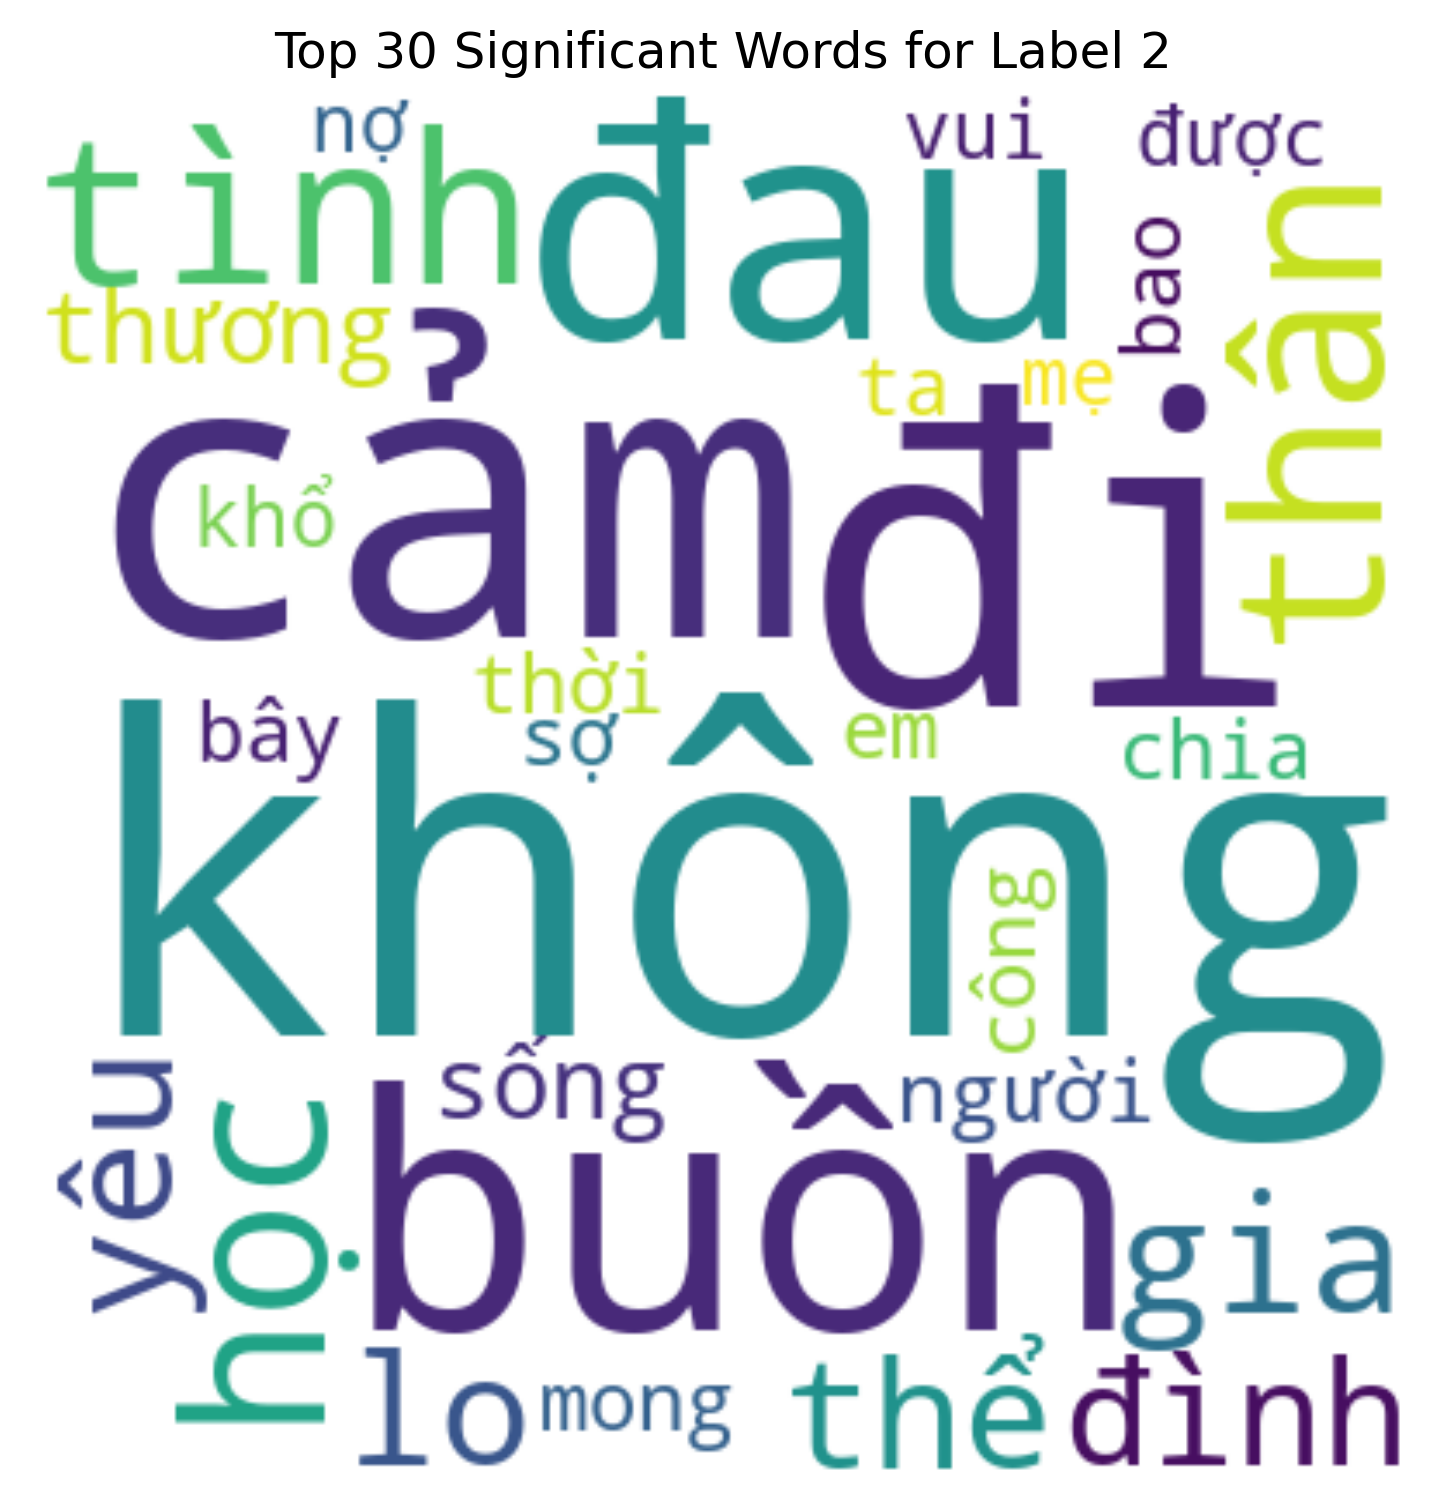 Top 30 Significant Words for Label 2
nợ
vui
được
tình
đau
bao
thân
thương
ta
mẹ
cảm
đi
khổ
thời
bây
sợ
em
chia
không
công
yêu
học
sống
người
buồn
gia
lo
mong
thể
đình